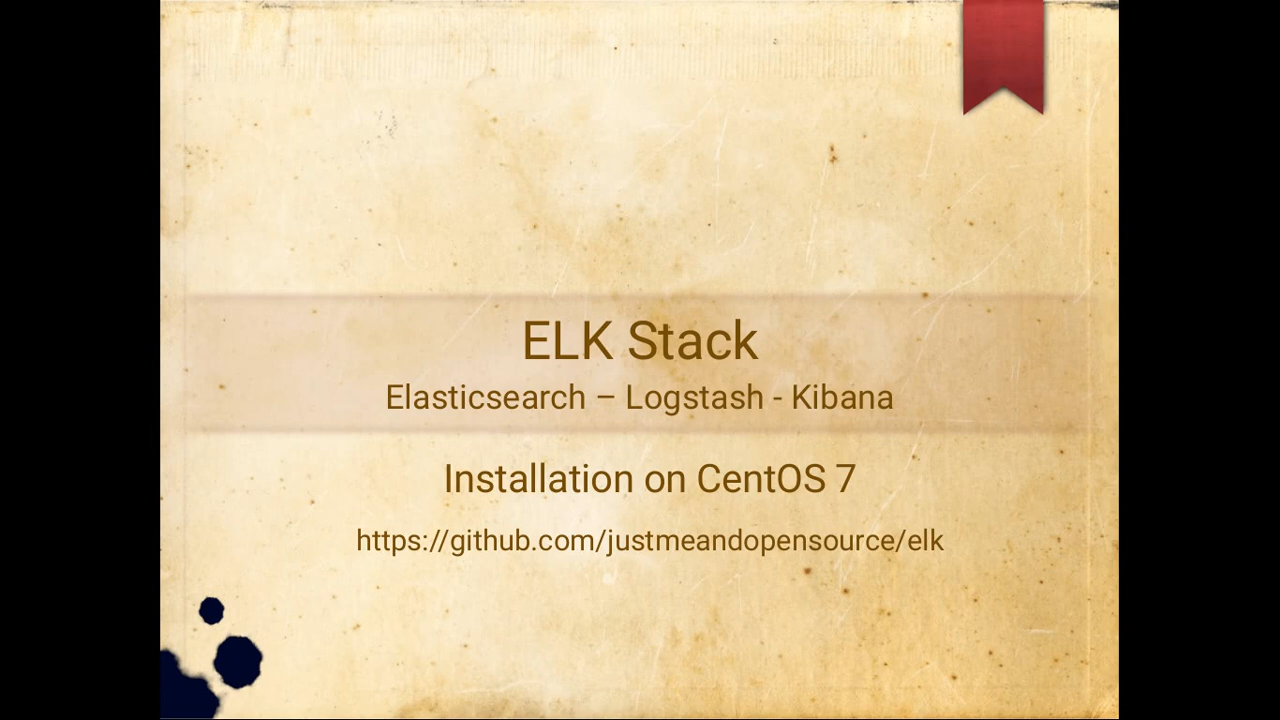 ELK Stack
Elasticsearch – Logstash - Kibana
Installation on CentOS 7
https://github.com/justmeandopensource/elk